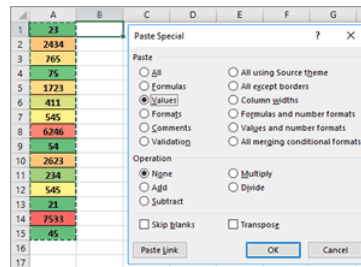 A B C D E F G
1 23
2 2434
3 765
4 75
5 1723
6 411
7 545
8 6246
9 54
10 2623
11 234
12 545
13 21
14 7533
15 45
16
17
Paste Special ? ×
Paste
All All using Source theme
Formulas All except borders
Values Column widths
Formats Formulas and number formats
Comments Values and number formats
Validation All merging conditional formats
Operation
None Multiply
Add Divide
Subtract
Skip blanks Transpose
Paste Link OK Cancel